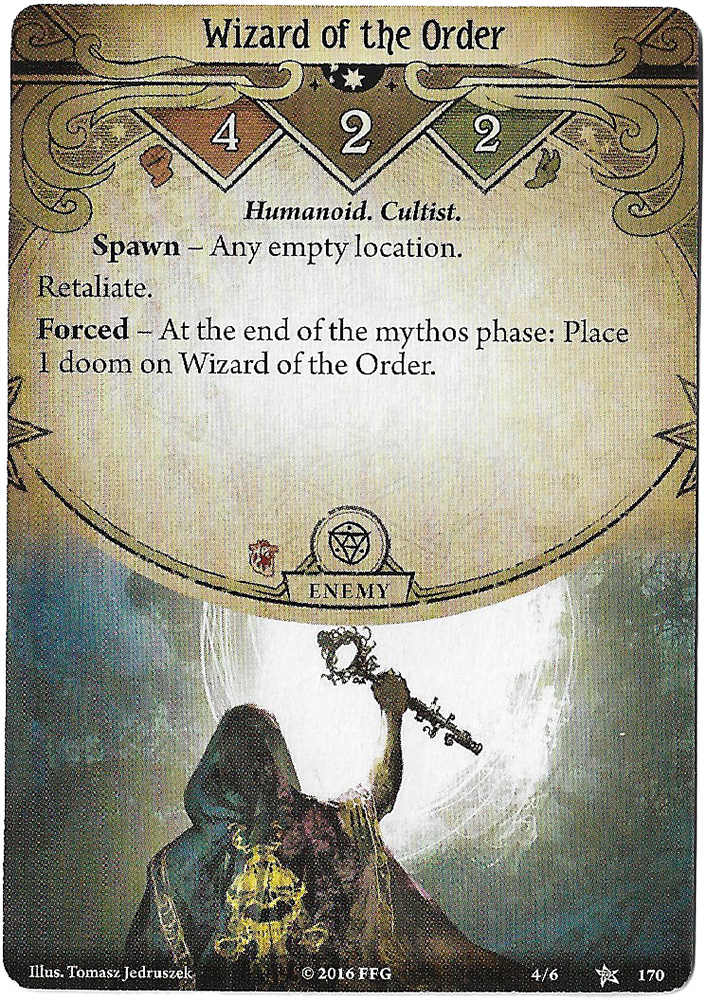 Wizard of the Order
4 2 2
Humanoid. Cultist.
Spawn – Any empty location.
Retaliate.
Forced – At the end of the mythos phase: Place
1 doom on Wizard of the Order.
ENEMY
Illus. Tomasz Jedruszek
© 2016 FFG
4/6
170